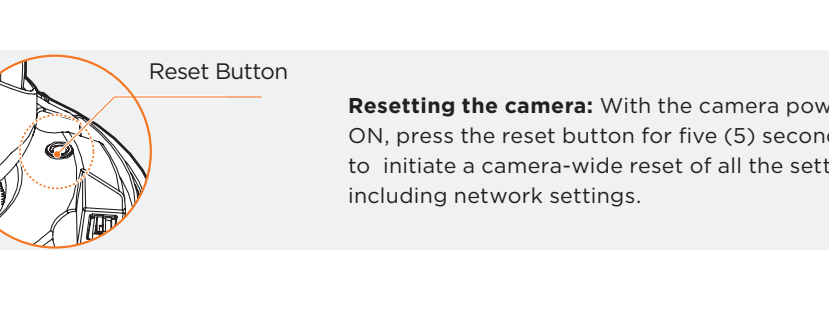 Reset Button
Resetting the camera: With the camera pow
ON, press the reset button for five (5) secon
to initiate a camera-wide reset of all the sett
including network settings.